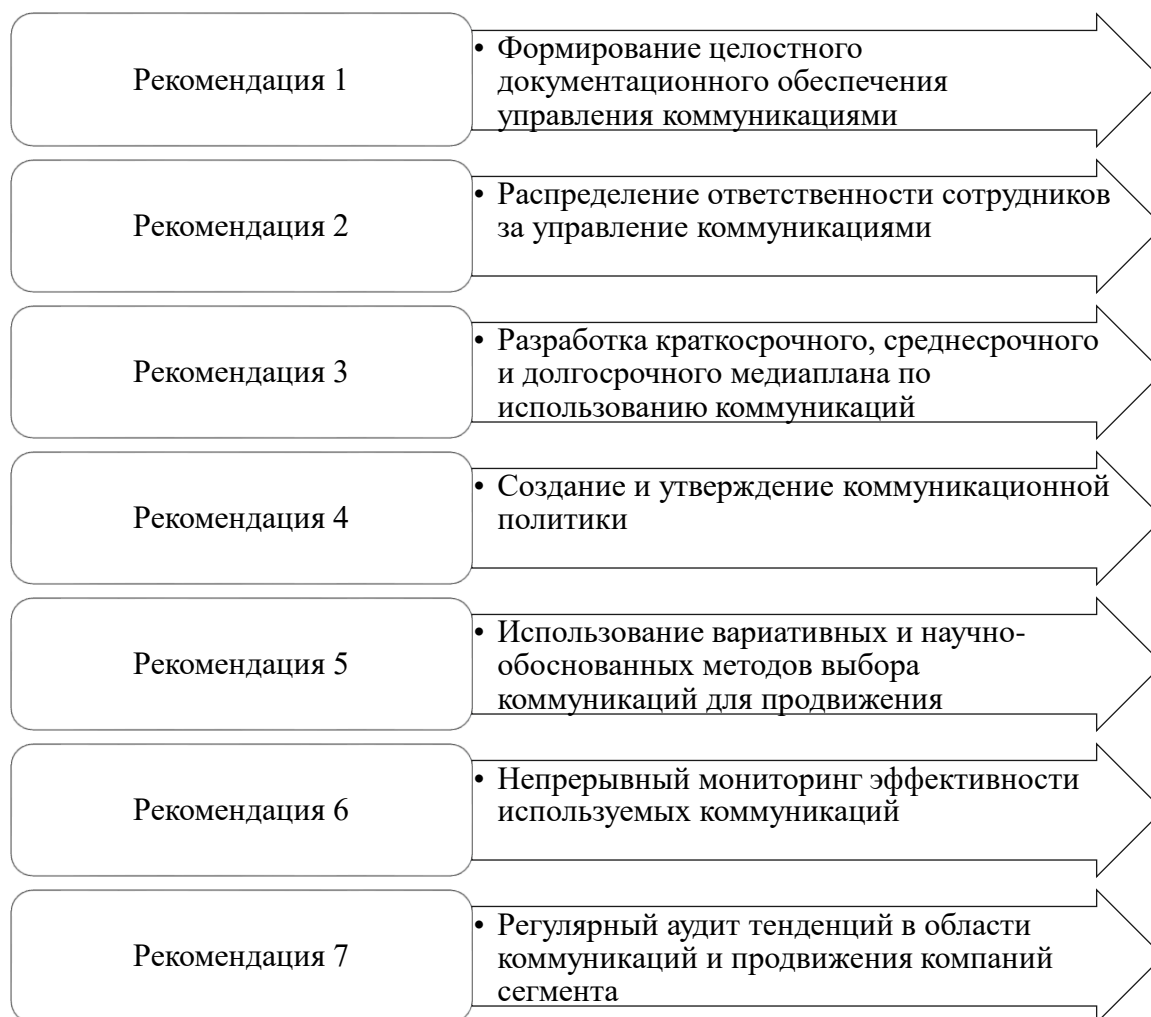 Рекомендация 1
• Формирование целостного
документационного обеспечения
управления коммуникациями
Рекомендация 2
• Распределение ответственности сотрудников
за управление коммуникациями
Рекомендация 3
• Разработка краткосрочного, среднесрочного
и долгосрочного медиаплана по
использованию коммуникаций
Рекомендация 4
• Создание и утверждение коммуникационной
политики
Рекомендация 5
• Использование вариативных и научно-
обоснованных методов выбора
коммуникаций для продвижения
Рекомендация 6
• Непрерывный мониторинг эффективности
используемых коммуникаций
Рекомендация 7
• Регулярный аудит тенденций в области
коммуникаций и продвижения компаний
сегмента